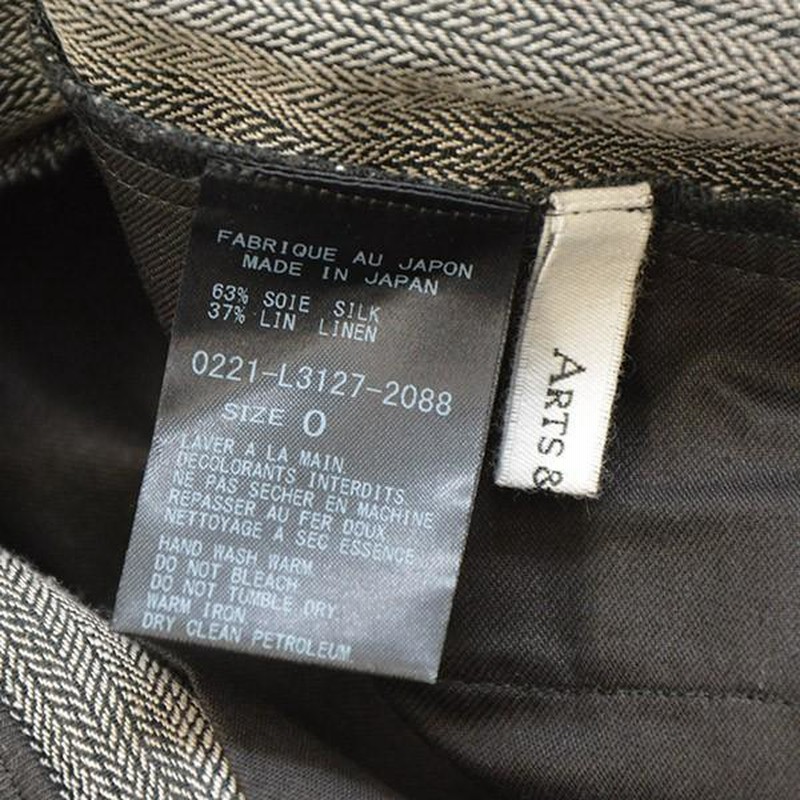 FABRIQUE AU JAPON
MADE IN JAPAN
63% SOIE SILK
37% LIN LINEN
0221-L3127-2088
SIZE 0
LAVER A LA MAIN
DECOLORANTS INTERDITS
NE PAS SECHER EN MACHINE
REPASSER AU FER DOUX
NETTOYAGE A SEC ESSENCE
HAND WASH WARM
DO NOT BLEACH
DO NOT TUMBLE DRY
WARM IRON
DRY CLEAN PETROLEUM
ARTS &